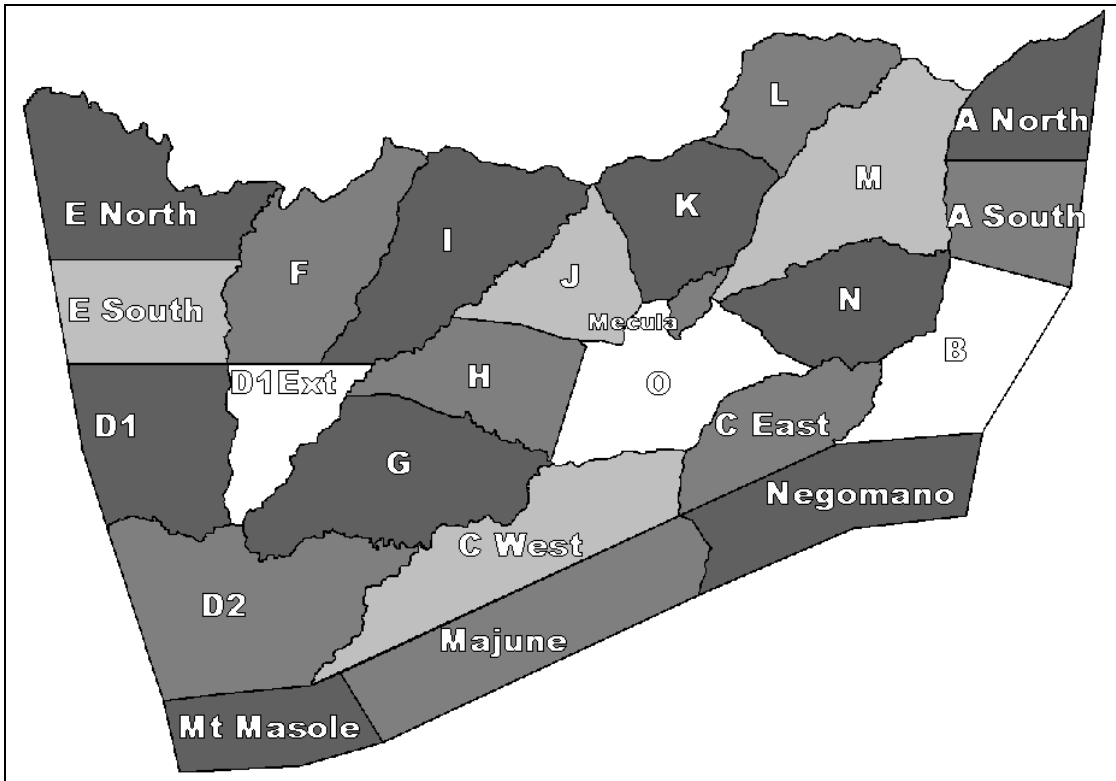 L
A North
M
K
A South
E North
I
F
J
N
E South
Mecula
B
D1Ext
H
O
D1
C East
G
Negomano
C West
D2
Majune
Mt Masole